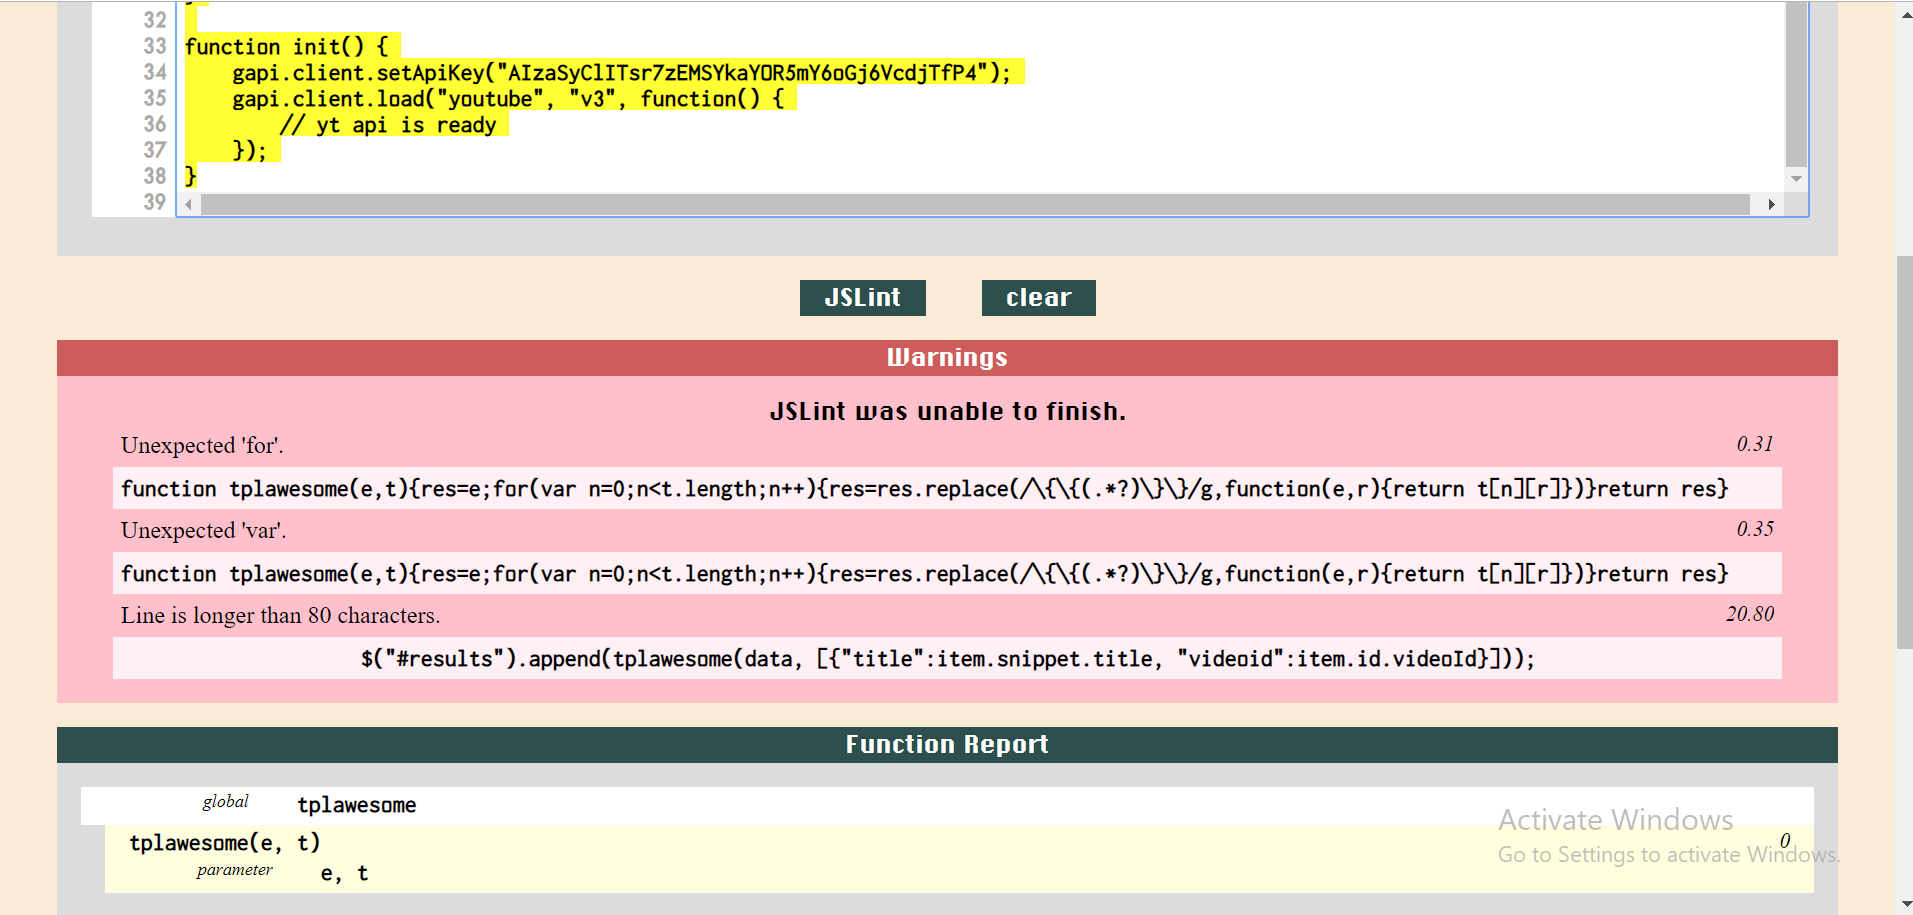 32
33 function init() {
34 gapi.client.setApiKey("AIzaSyClITsr7zEMSYkaYOR5mY6oGj6VcdjTfP4");
35 gapi.client.load("youtube", "v3", function() {
36 // yt api is ready
37 });
38 }
39
JSLint clear
Warnings
JSLint was unable to finish.
Unexpected 'for'. 0.31
function tplawesome(e,t){res=e;for(var n=0;n<t.length;n++){res=res.replace(/\{\{(.*?)\}\}/g,function(e,r){return t[n][r]})}return res}
Unexpected 'var'. 0.35
function tplawesome(e,t){res=e;for(var n=0;n<t.length;n++){res=res.replace(/\{\{(.*?)\}\}/g,function(e,r){return t[n][r]})}return res}
Line is longer than 80 characters. 20.80
$("#results").append(tplawesome(data, [{"title":item.snippet.title, "videoid":item.id.videoId}]));
Function Report
global tplawesome
Activate Windows
tplawesome(e, t) 0
Go to Settings to activate Windows.
parameter e, t